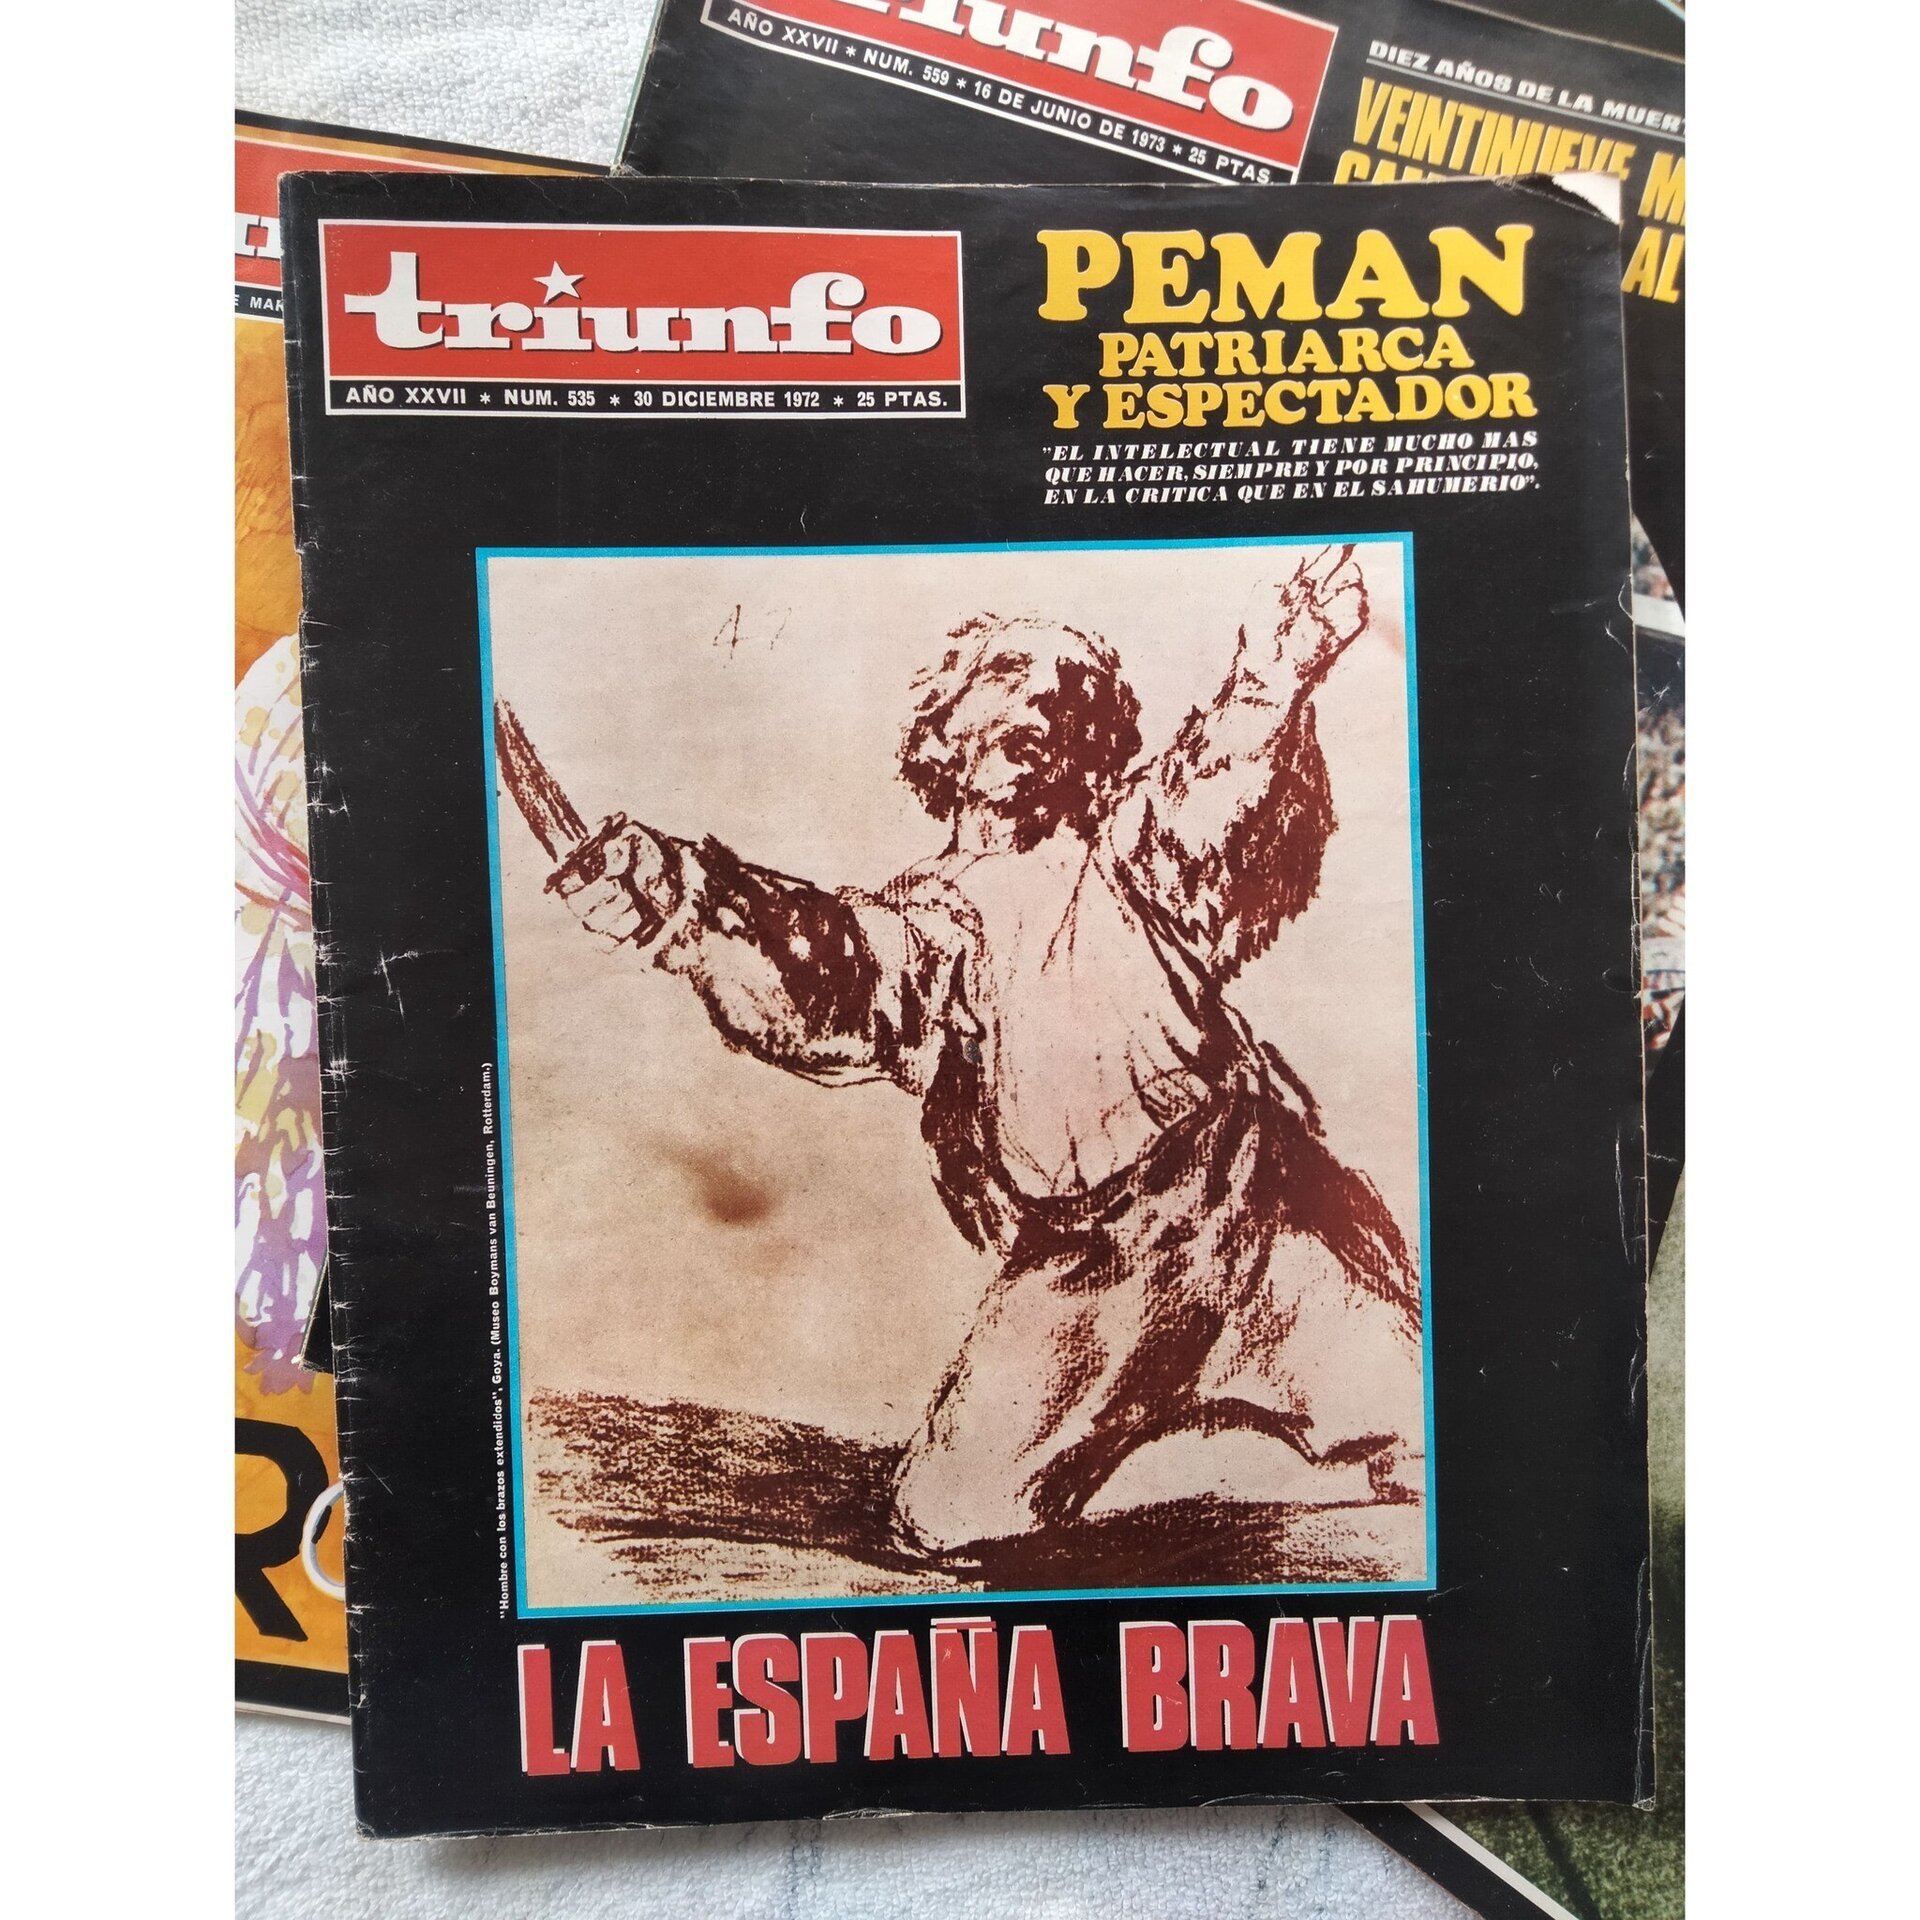 triunfo
AÑO XXVII * NUM. 559 * 16 DE JUNIO DE 1973 * 25 PTAS.
DIEZ AÑOS DE LA
VEINTINUEVE
AL
triunfo
AÑO XXVII * NUM. 535 * 30 DICIEMBRE 1972 * 25 PTAS.
PEMAN
PATRIARCA
Y ESPECTADOR
"EL INTELECTUAL TIENE MUCHO MAS
QUE HACER, SIEMPRE Y POR PRINCIPIO,
EN LA CRITICA QUE EN EL SAHUMERIO".
47
"Hombre con los brazos extendidos", Goya. (Museo Boymans van Beuningen, Rotterdam.)
LA ESPAÑA BRAVA